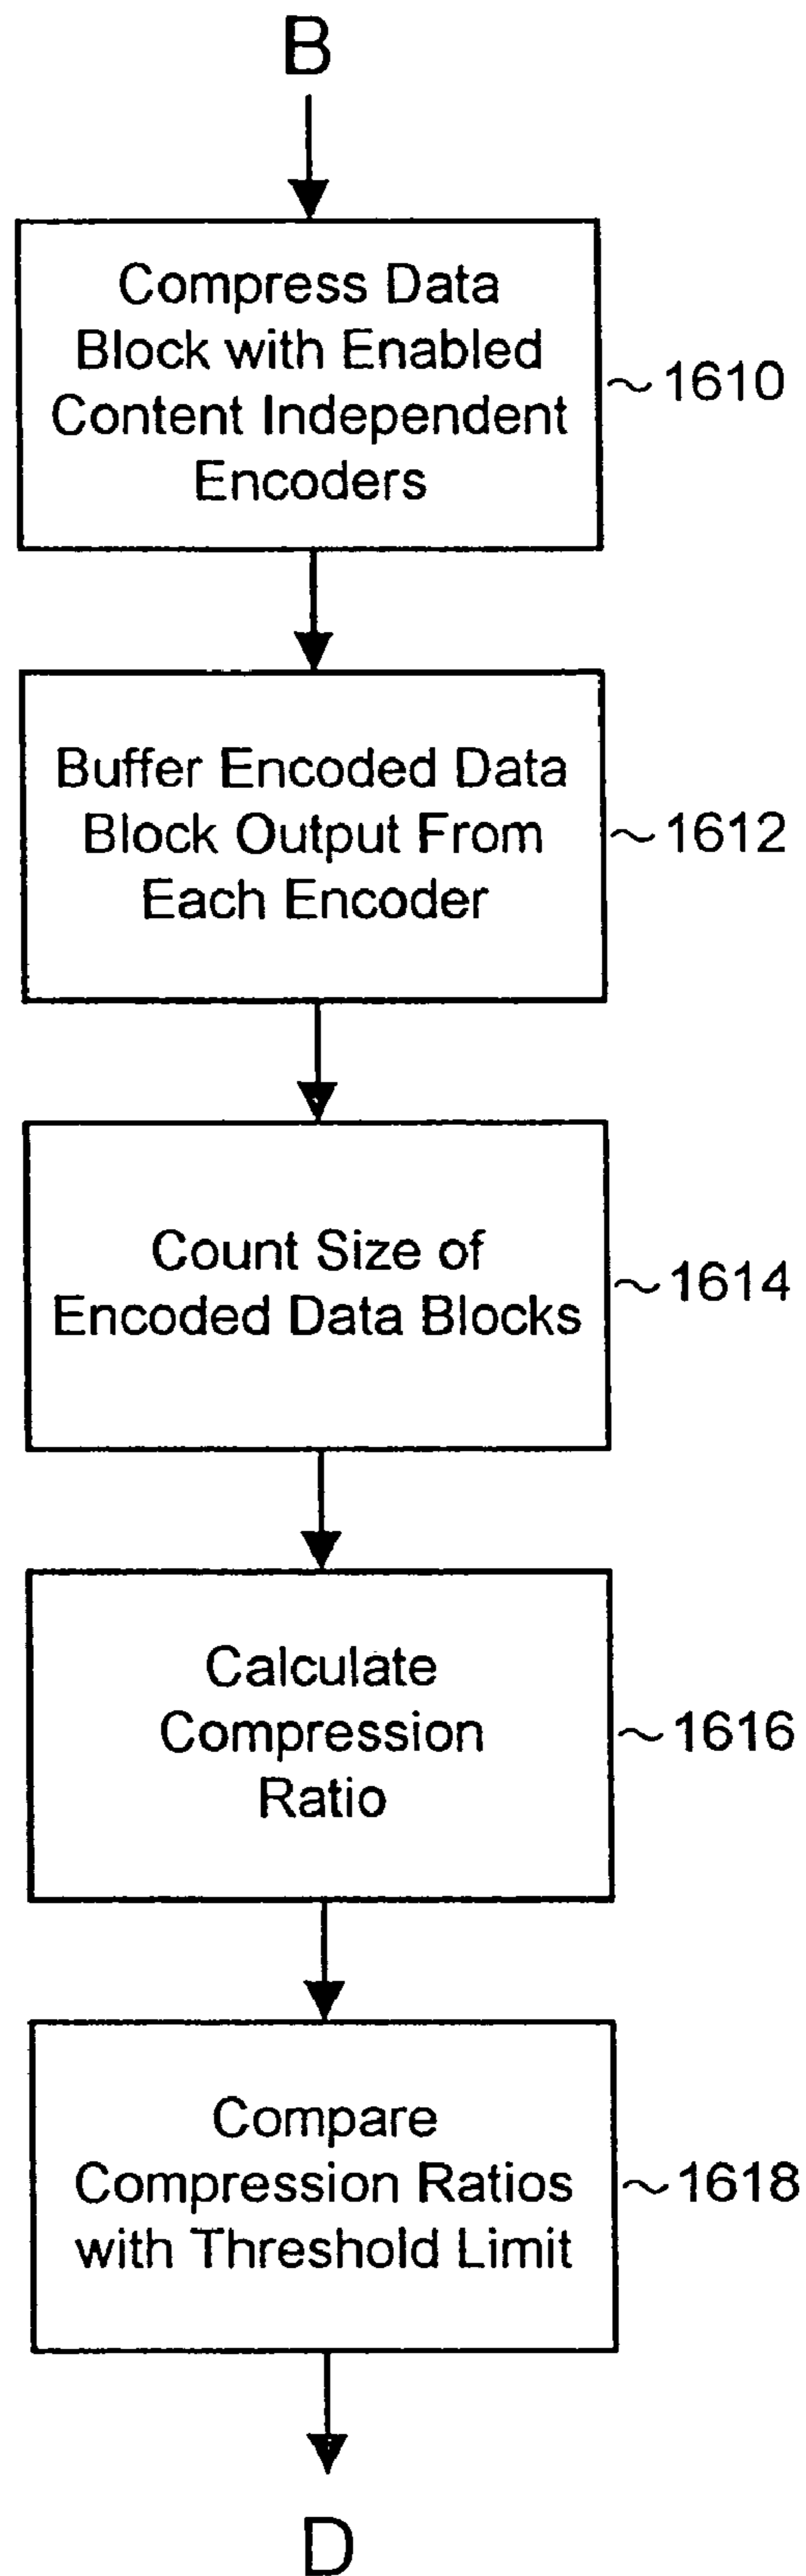 B
Compress Data
Block with Enabled
Content Independent
Encoders
~1610
Buffer Encoded Data
Block Output From
Each Encoder
~1612
Count Size of
Encoded Data Blocks
~1614
Calculate
Compression
Ratio
~1616
Compare
Compression Ratios
with Threshold Limit
~1618
D